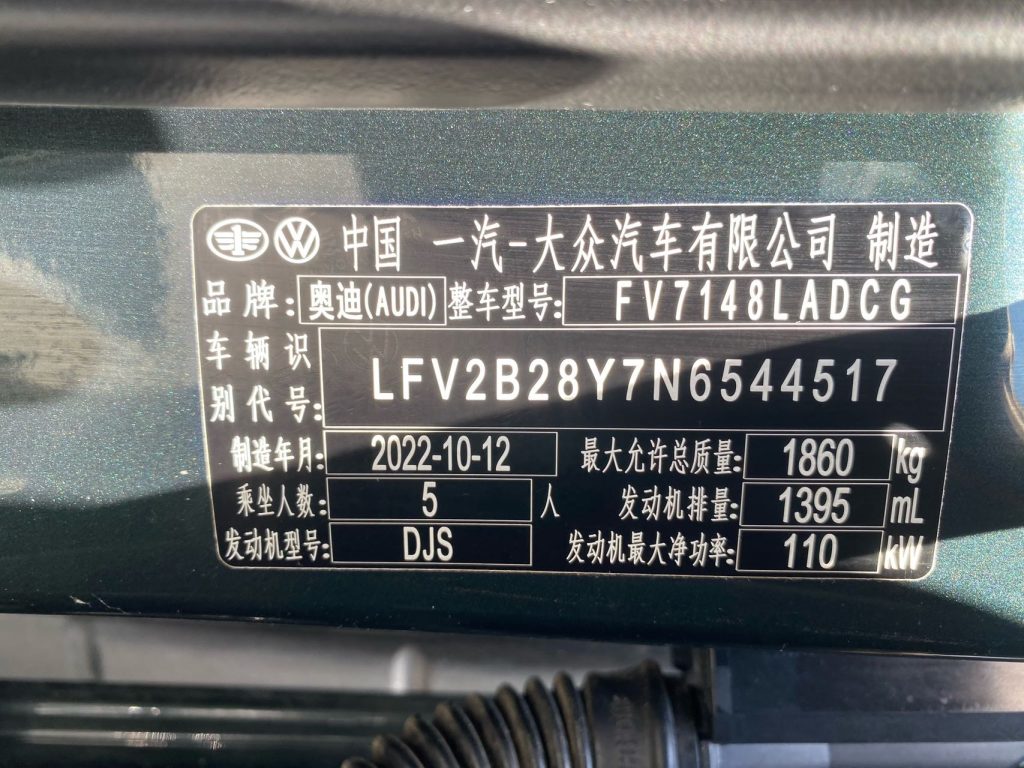 中国 一汽-大众汽车有限公司 制造
品牌: 奥迪(AUDI) 整车型号: FV7148LADCG
车辆识别代号: LFV2B28Y7N6544517
制造年月: 2022-10-12 最大允许总质量: 1860 kg
乘坐人数: 5 人 发动机排量: 1395 mL
发动机型号: DJS 发动机最大净功率: 110 kW